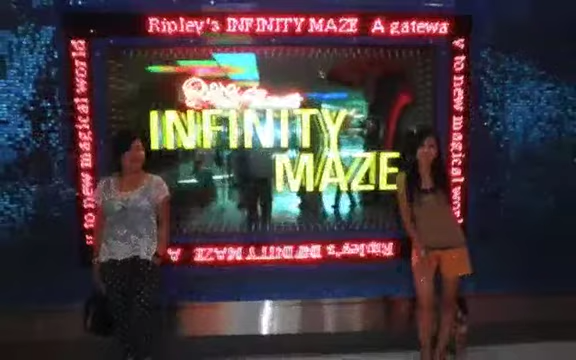 Ripley's INFINITY MAZE A gatewa
y to new magical wor
Ripley's INFINITY MAZE A
y to new magical world
INFINITY
MAZE